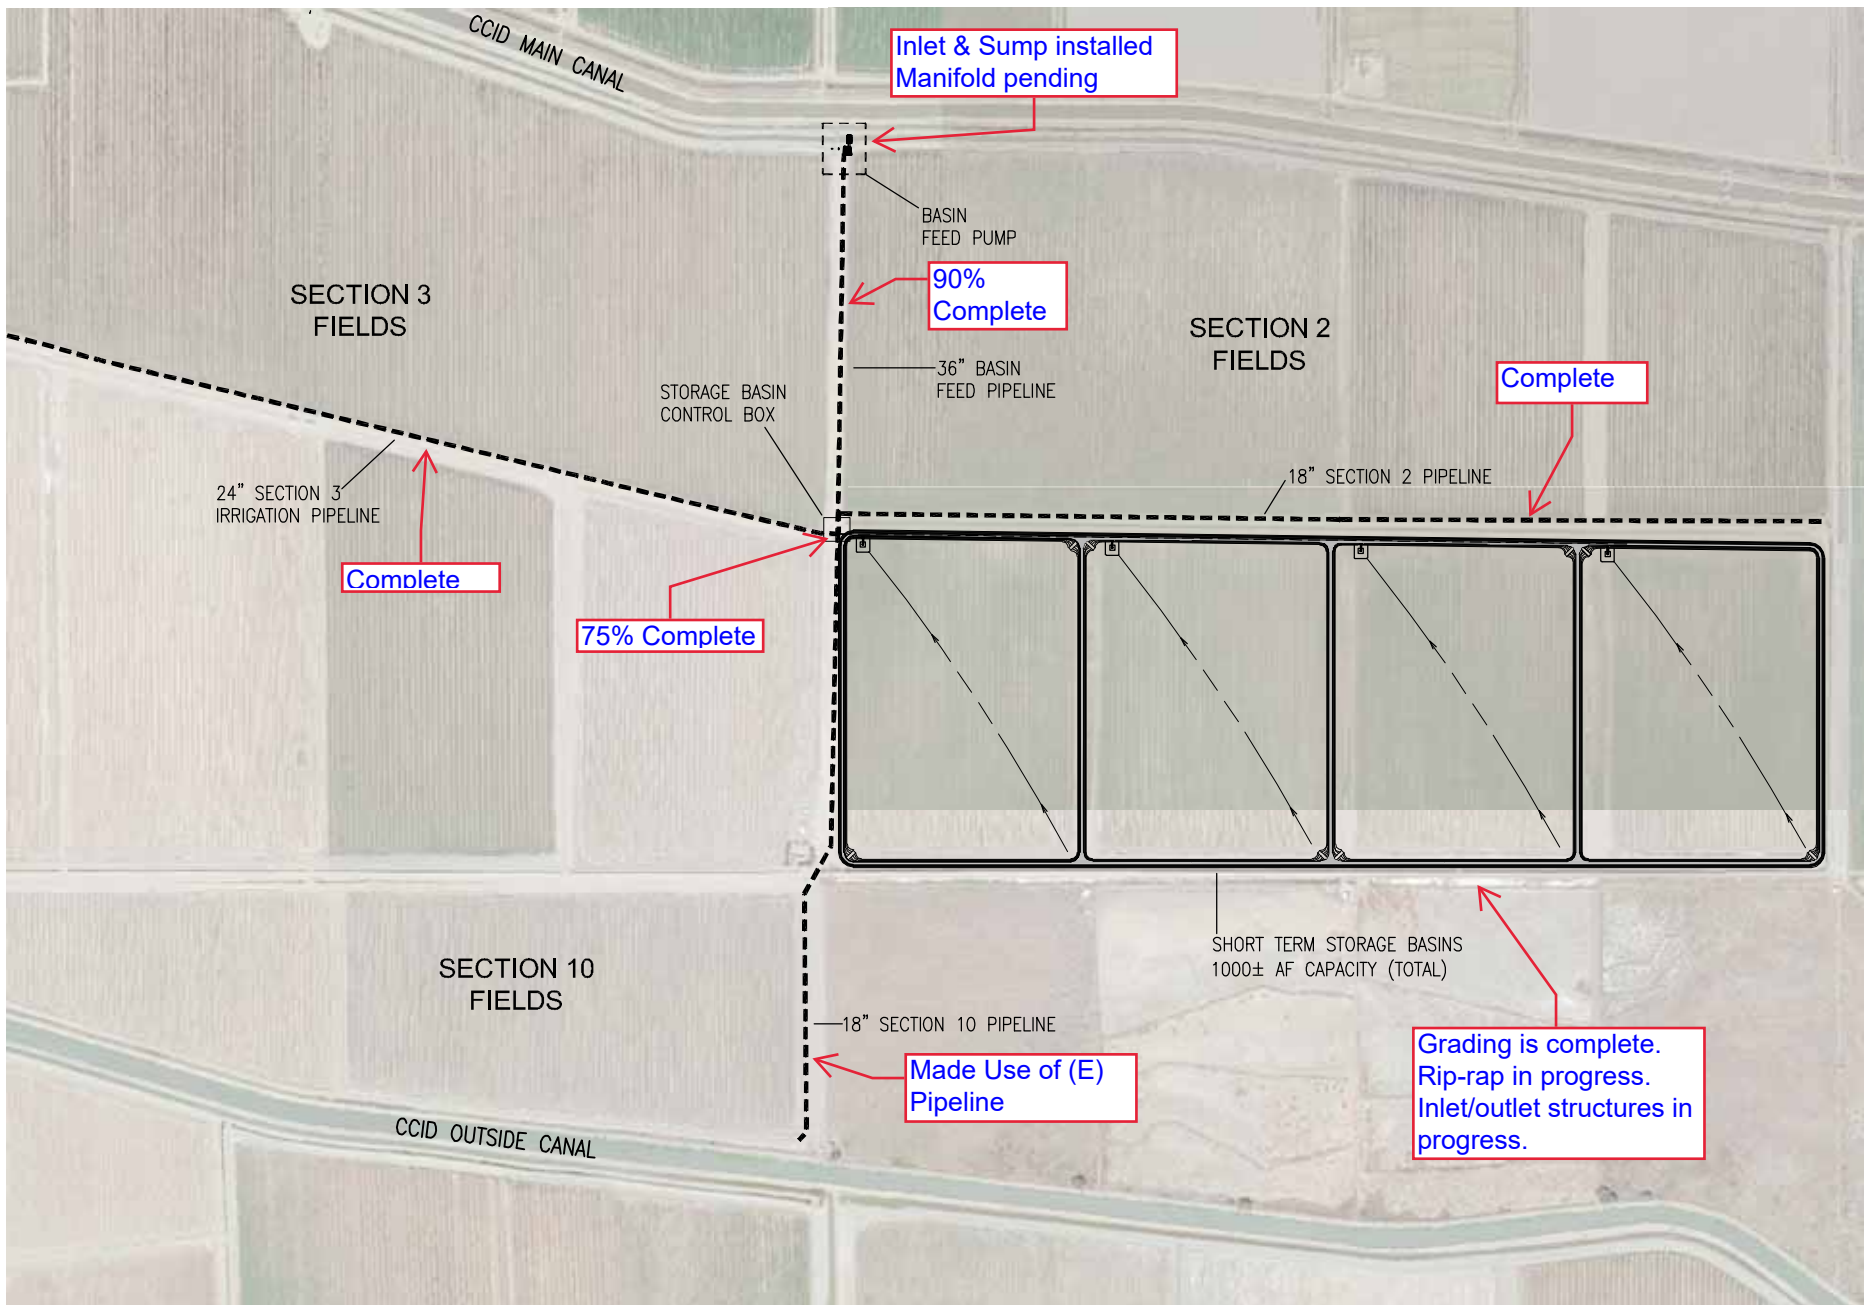 CCID MAIN CANAL
Inlet & Sump installed
Manifold pending
BASIN
FEED PUMP
90%
Complete
SECTION 3
FIELDS
SECTION 2
FIELDS
36" BASIN
FEED PIPELINE
Complete
STORAGE BASIN
CONTROL BOX
18" SECTION 2 PIPELINE
24" SECTION 3
IRRIGATION PIPELINE
Complete
75% Complete
SHORT TERM STORAGE BASINS
1000± AF CAPACITY (TOTAL)
SECTION 10
FIELDS
18" SECTION 10 PIPELINE
Made Use of (E)
Pipeline
Grading is complete.
Rip-rap in progress.
Inlet/outlet structures in
progress.
CCID OUTSIDE CANAL